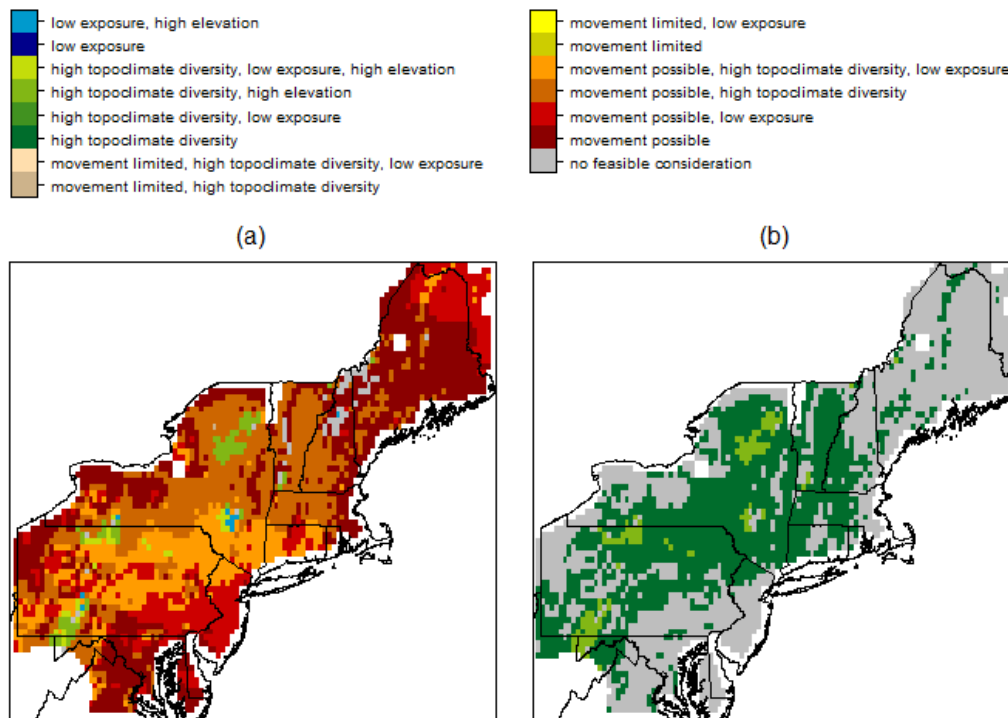 low exposure, high elevation
low exposure
high topoclimate diversity, low exposure, high elevation
high topoclimate diversity, high elevation
high topoclimate diversity, low exposure
high topoclimate diversity
movement limited, high topoclimate diversity, low exposure
movement limited, high topoclimate diversity
movement limited, low exposure
movement limited
movement possible, high topoclimate diversity, low exposure
movement possible, high topoclimate diversity
movement possible, low exposure
movement possible
no feasible consideration
(a)
(b)